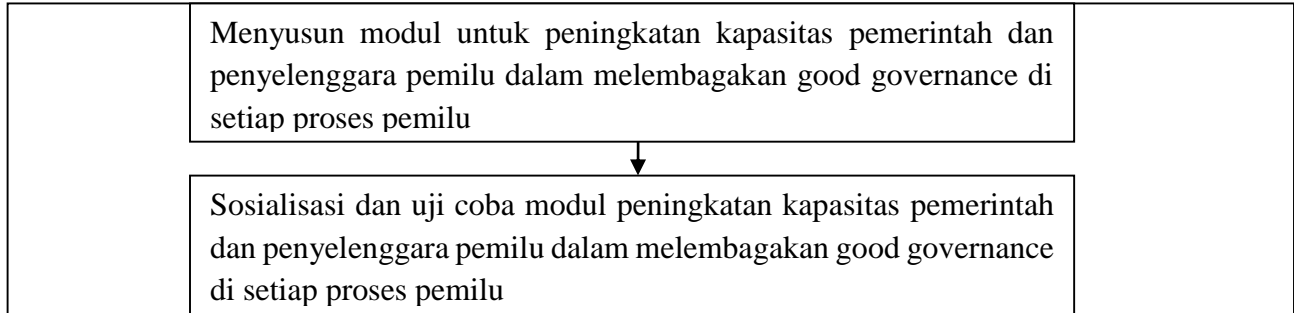 Menyusun modul untuk peningkatan kapasitas pemerintah dan
penyelenggara pemilu dalam melembagakan good governance di
setiap proses pemilu
Sosialisasi dan uji coba modul peningkatan kapasitas pemerintah
dan penyelenggara pemilu dalam melembagakan good governance
di setiap proses pemilu